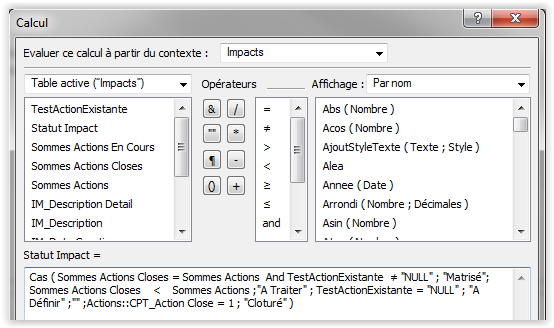 Calcul
Evaluer ce calcul à partir du contexte : Impacts
Table active ("Impacts") Opérateurs Affichage : Par nom
TestActionExistante & / = Abs ( Nombre )
Statut Impact ≠ Acos ( Nombre )
Sommes Actions En Cours "" * > AjoutStyleTexte ( Texte ; Style )
Sommes Actions Closes < Alea
Sommes Actions ¶ - ≥ Annee ( Date )
IM_Description Detail () + ≤ Arrondi ( Nombre ; Décimales )
IM_Description and Asin ( Nombre )
Statut Impact =
Cas ( Sommes Actions Closes = Sommes Actions And TestActionExistante ≠ "NULL" ; "Matrisé";
Sommes Actions Closes < Sommes Actions ;"A Traiter" ; TestActionExistante = "NULL" ; "A
Définir" ;"" ;Actions::CPT_Action Close = 1 ; "Cloturé" )